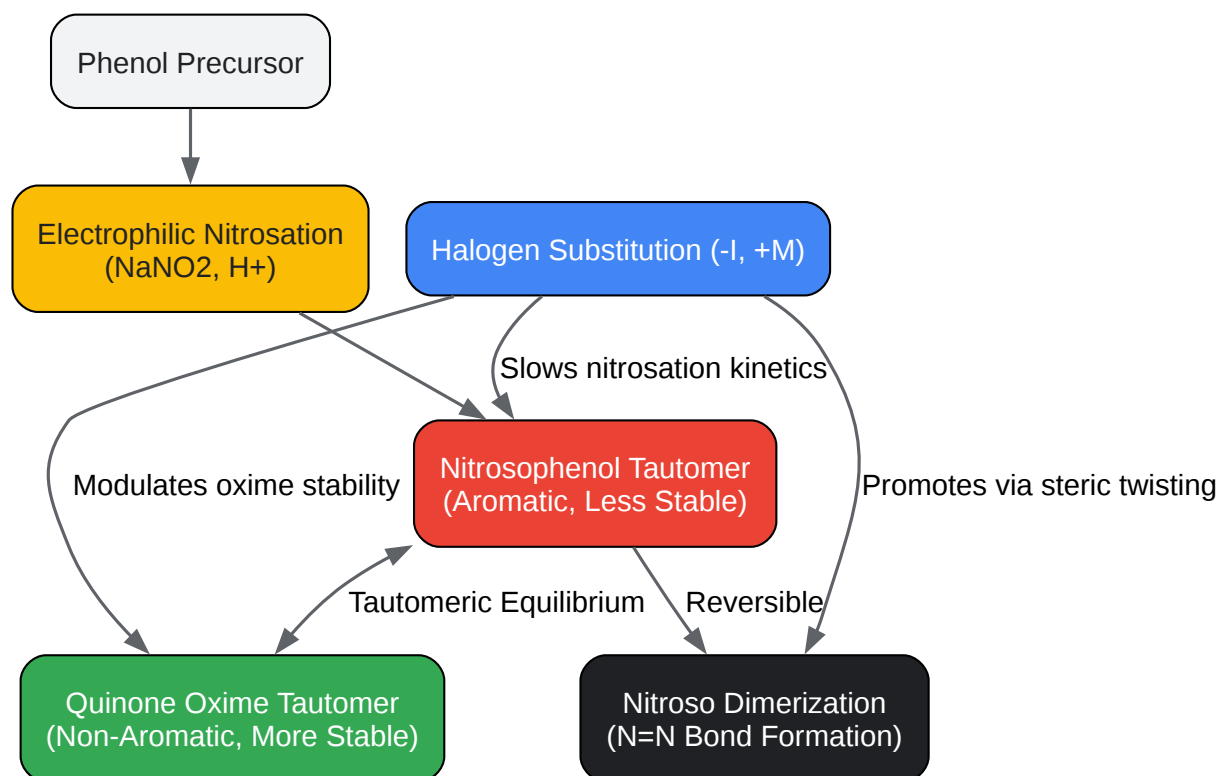 Phenol Precursor
Electrophilic Nitrosation
(NaNO2, H+)
Halogen Substitution (-I, +M)
Slows nitrosation kinetics
Nitrosophenol Tautomer
(Aromatic, Less Stable)
Modulates oxime stability
Promotes via steric twisting
Tautomeric Equilibrium
Reversible
Quinone Oxime Tautomer
(Non-Aromatic, More Stable)
Nitroso Dimerization
(N=N Bond Formation)